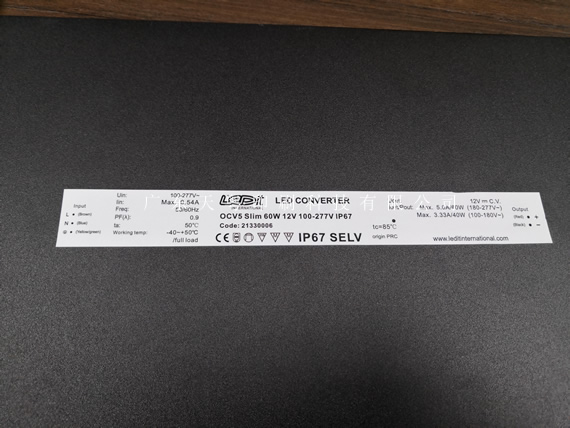 Input
L • (Brown)
N • (Blue)
• (Yellow/green)
Uin: 100-277V~
Iin: Max. 0.54A
Freq: 50/60Hz
PF(λ): 0.9
ta: 50℃
Working temp: -40~+50℃
/full load
LEDit
INTERNATIONAL
LED CONVERTER
OCV5 Slim 60W 12V 100-277V IP67
Code: 21330006
CE IP67 SELV
tc=85℃
origin PRC
12V C.V.
Max. 5.0A/60W (180-277V~)
Max. 3.33A/40W (100-180V~)
www.leditinternational.com
Output
(Red) • +
(Black) • −